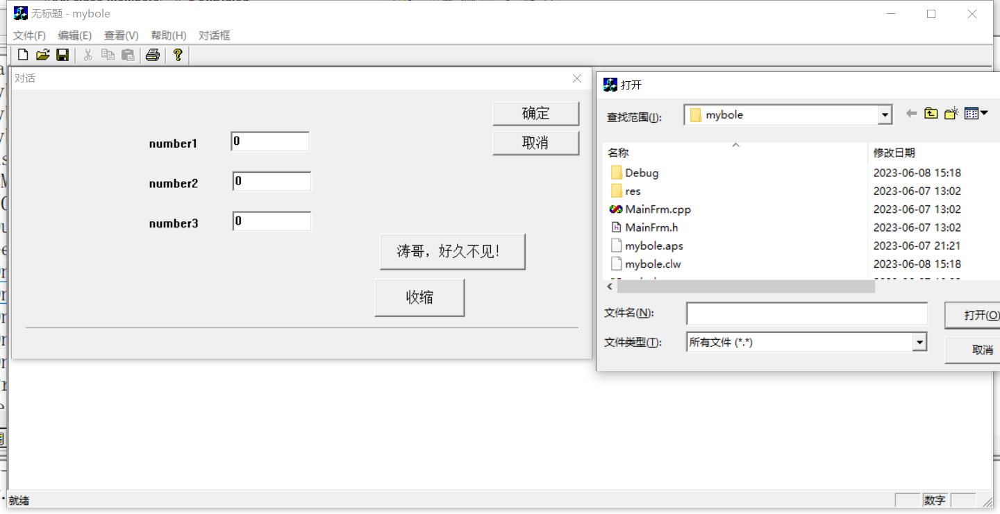 无标题 - mybole
文件(F) 编辑(E) 查看(V) 帮助(H) 对话框
对话
确定
取消
number1 0
number2 0
number3 0
涛哥，好久不见！
收缩
打开
查找范围(I): mybole
名称 修改日期
Debug 2023-06-08 15:18
res 2023-06-07 13:02
MainFrm.cpp 2023-06-07 13:02
MainFrm.h 2023-06-07 13:02
mybole.aps 2023-06-07 21:21
mybole.clw 2023-06-08 15:18
文件名(N): 打开(O)
文件类型(T): 所有文件 (*.*) 取消
就绪 数字